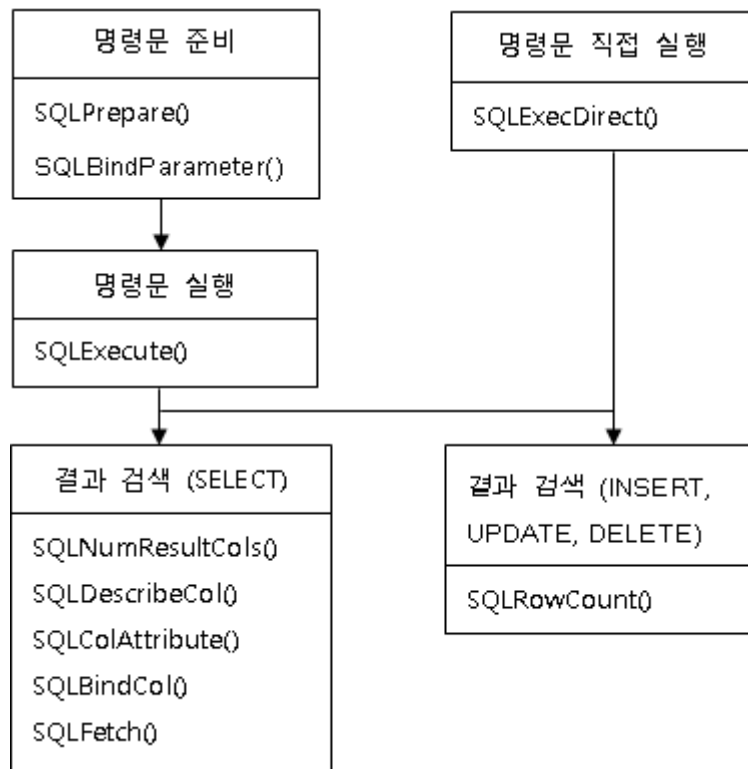 명령문 준비
SQLPrepare()
SQLBindParameter()
명령문 직접 실행
SQLExecDirect()
명령문 실행
SQLExecute()
결과 검색 (SELECT)
SQLNumResultCols()
SQLDescribeCol()
SQLColAttribute()
SQLBindCol()
SQLFetch()
결과 검색 (INSERT,
UPDATE, DELETE)
SQLRowCount()